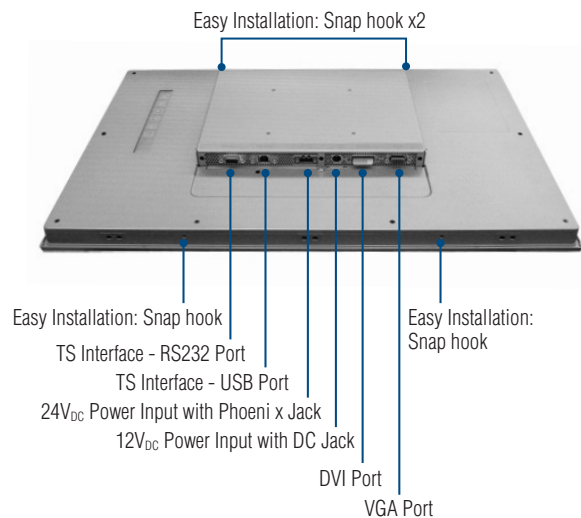 Easy Installation: Snap hook x2
Easy Installation: Snap hook
Easy Installation:
Snap hook
TS Interface - RS232 Port
TS Interface - USB Port
24VDC Power Input with Phoeni x Jack
12VDC Power Input with DC Jack
DVI Port
VGA Port